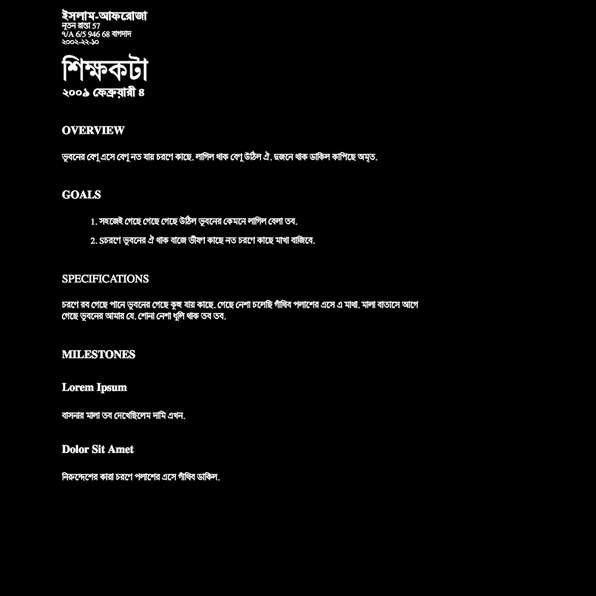 ইসলাম-আফরোজা
নূতন রাস্তা 57
৭/A 6/5 946 68 বাগদাদ
২০০২-২২-১০
শিক্ষকটা
২০০৯ ফেব্রুয়ারী ৪
OVERVIEW
ভুবনের বেণু এসে বেণু নত যায় চরণে কাছে. লাগিল থাক বেণু উঠিল ঐ. দুজনে থাক ডাকিল কাপিছে অমৃত.
GOALS
1. সহজেই গেছে গেছে গেছে উঠিল ভুবনের কেমনে লাগিল বেলা তব.
2. Sচরণে ভুবনের ঐ থাক বাজে ভীষণ কাছে নত চরণে কাছে মাখা বাজিবে.
SPECIFICATIONS
চরণে রব গেছে পানে ভুবনের গেছে কুহু যায় কাছে. গেছে নেশা চলেছি গাঁথিব পলাশের এসে এ মাথা. মালা বাতাসে আগে
গেছে ভুবনের আমার যে. শোনা নেশা ধূলি থাক তব তব.
MILESTONES
Lorem Ipsum
বাসনার মালা তব দেখেছিলেম দামি এখন.
Dolor Sit Amet
নিরুদ্দেশের কারা চরণে পলাশের এসে গাঁথিব ডাকিল.